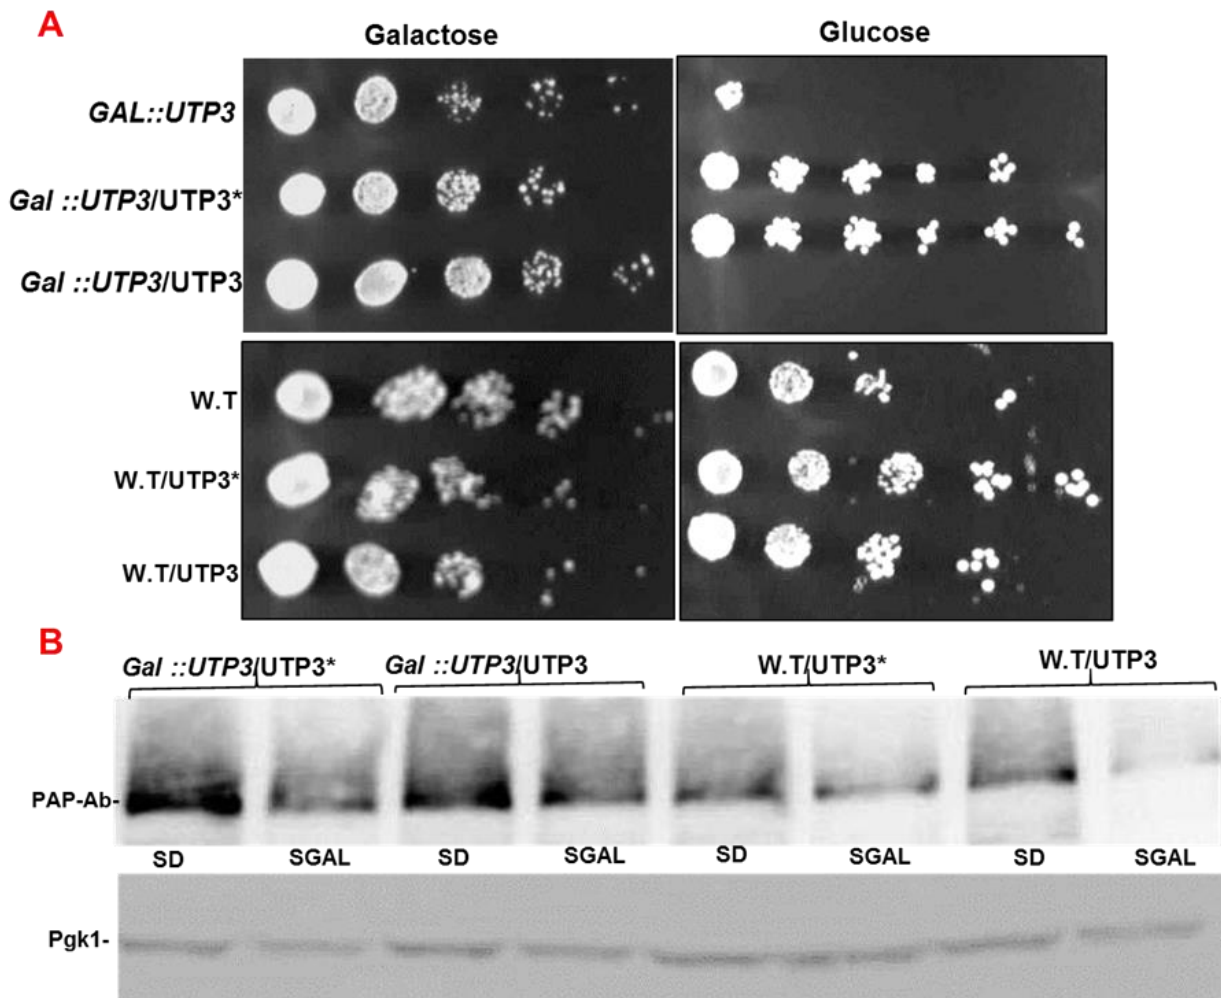 A
Galactose
Glucose
GAL::UTP3
Gal ::UTP3/UTP3*
Gal ::UTP3/UTP3
W.T
W.T/UTP3*
W.T/UTP3
B
Gal ::UTP3/UTP3*
Gal ::UTP3/UTP3
W.T/UTP3*
W.T/UTP3
PAP-Ab-
SD
SGAL
SD
SGAL
SD
SGAL
SD
SGAL
Pgk1-